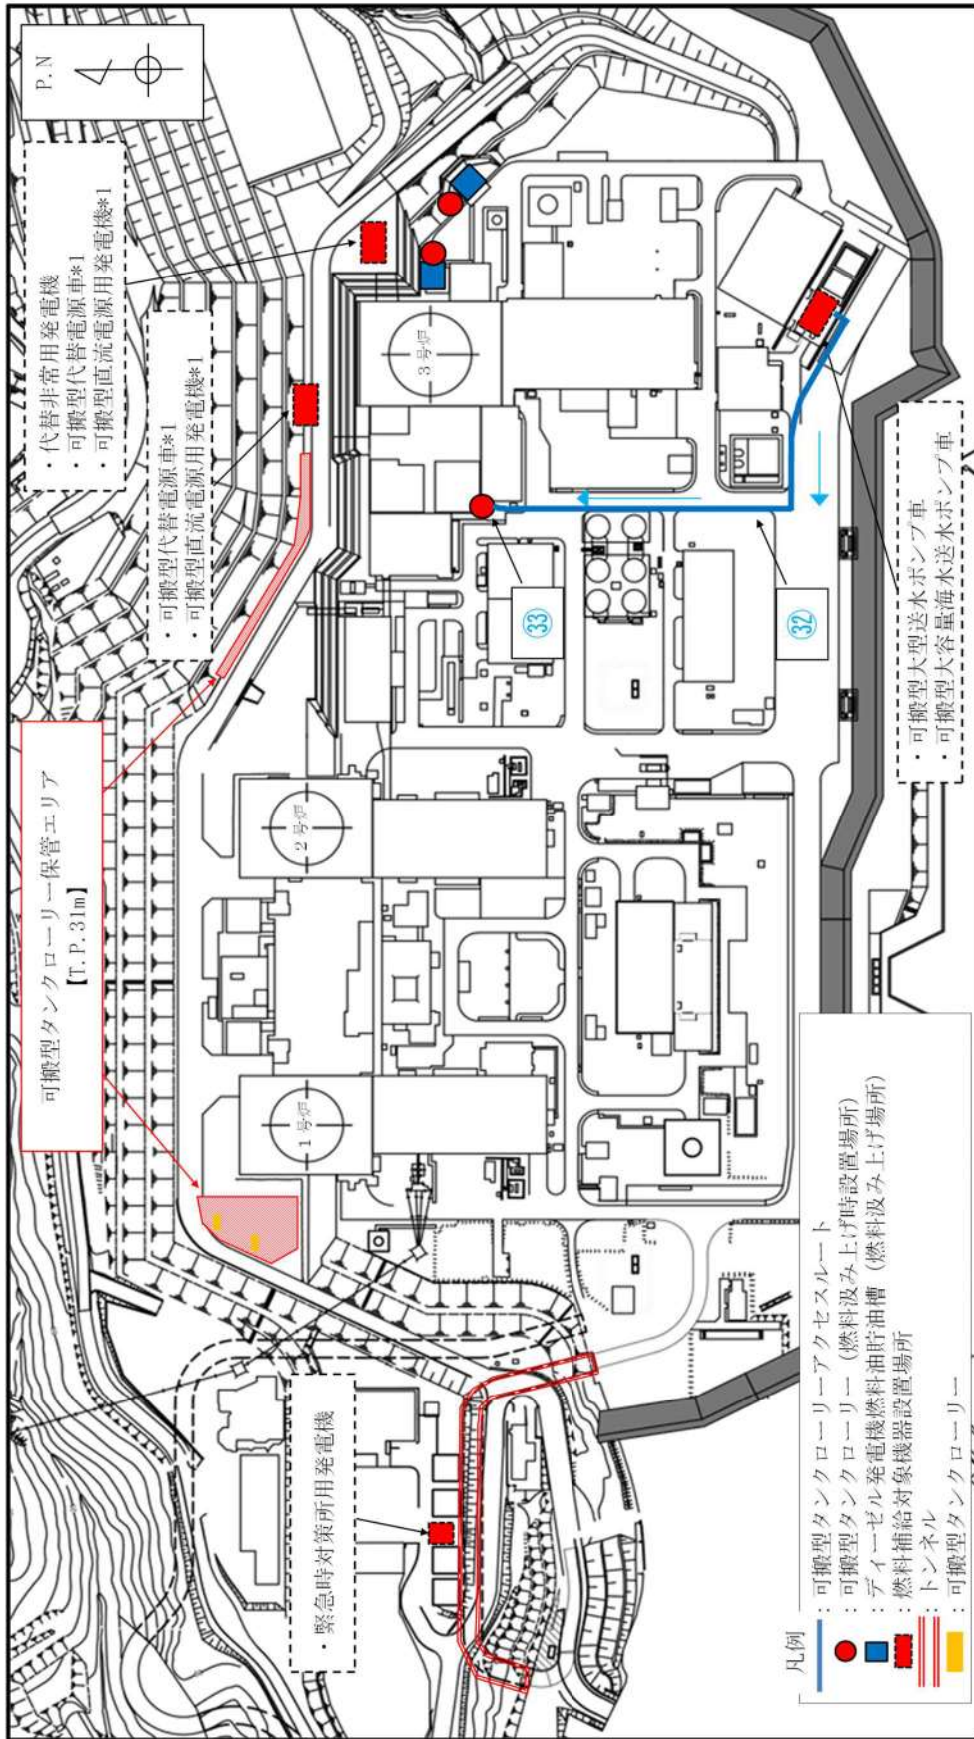 P.N
・代替非常用発電機
・可搬型代替電源車*1
・可搬型直流電源用発電機*1
・可搬型代替電源車*1
・可搬型直流電源用発電機*1
可搬型タンクローリー保管エリア
【T.P.31m】
・緊急時対策所用発電機
1号炉
2号炉
3号炉
㉝
㉜
・可搬型大型送水ポンプ車
・可搬型大容量海水送水ポンプ車
凡例
：可搬型タンクローリーアクセスルート
：可搬型タンクローリー（燃料汲み上げ時設置場所）
：ディーゼル発電機燃料油貯油槽（燃料汲み上げ場所）
：燃料補給対象機器設置場所
：トンネル
：可搬型タンクローリー